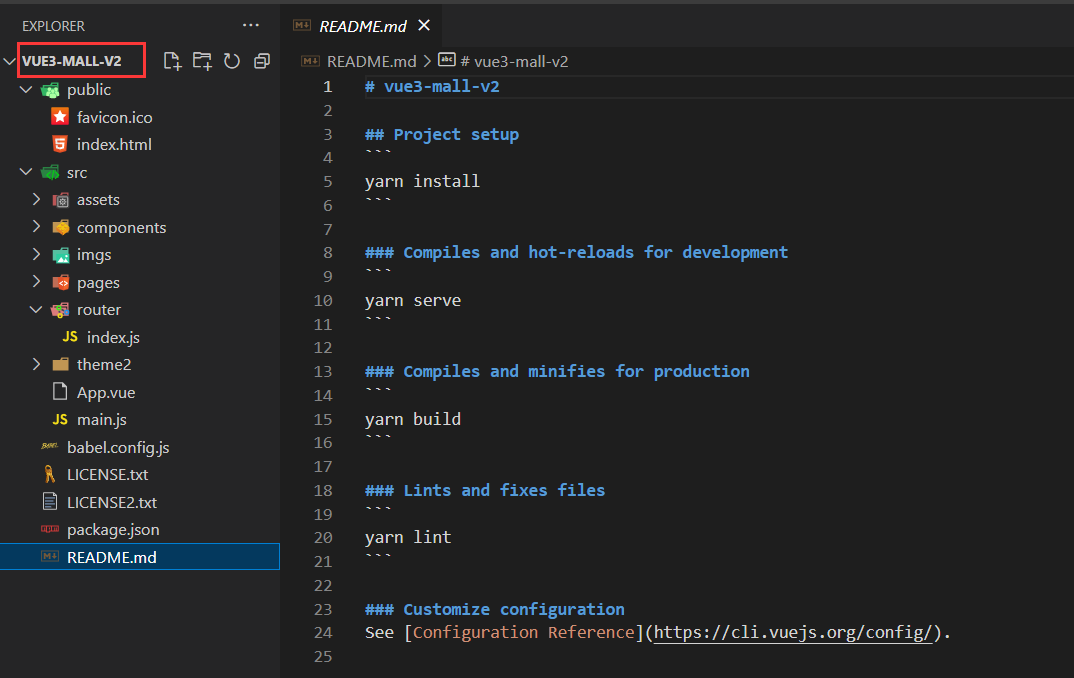 EXPLORER
···
README.md
VUE3-MALL-V2
README.md > # vue3-mall-v2
public
favicon.ico
index.html
src
assets
components
imgs
pages
router
JS index.js
theme2
App.vue
JS main.js
babel.config.js
LICENSE.txt
LICENSE2.txt
package.json
README.md
1 # vue3-mall-v2
2
3 ## Project setup
4 ```
5 yarn install
6 ```
7
8 ### Compiles and hot-reloads for development
9 ```
10 yarn serve
11 ```
12
13 ### Compiles and minifies for production
14 ```
15 yarn build
16 ```
17
18 ### Lints and fixes files
19 ```
20 yarn lint
21 ```
22
23 ### Customize configuration
24 See [Configuration Reference](https://cli.vuejs.org/config/).
25